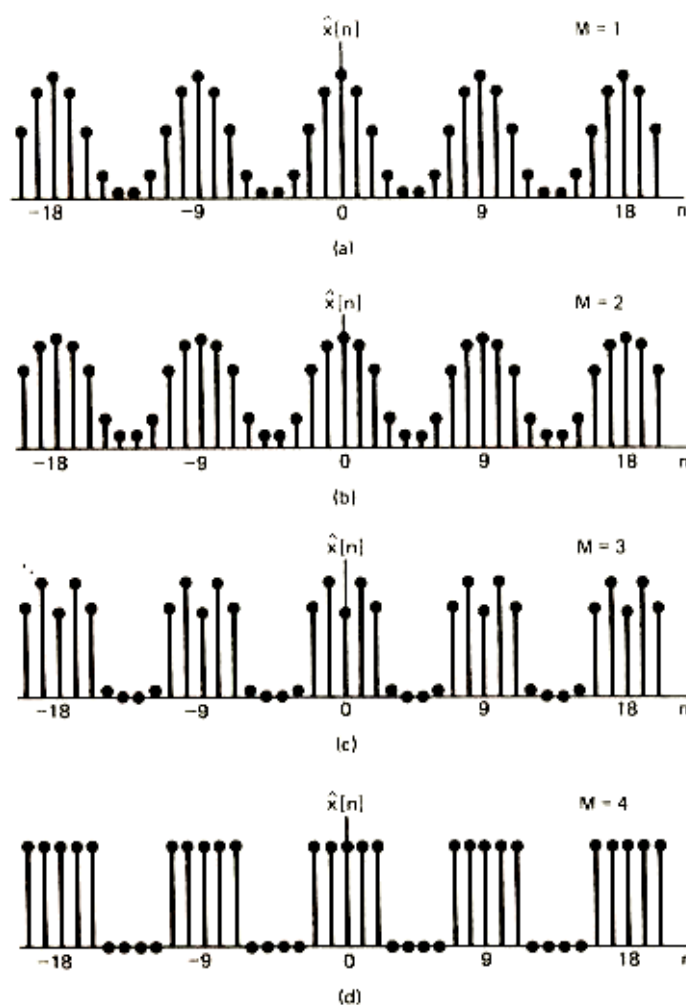 x̂[n] M = 1
−18 −9 0 9 18 n
(a)
x̂[n] M = 2
−18 −9 0 9 18 n
(b)
x̂[n] M = 3
−18 −9 0 9 18 n
(c)
x̂[n] M = 4
−18 −9 0 9 18 n
(d)